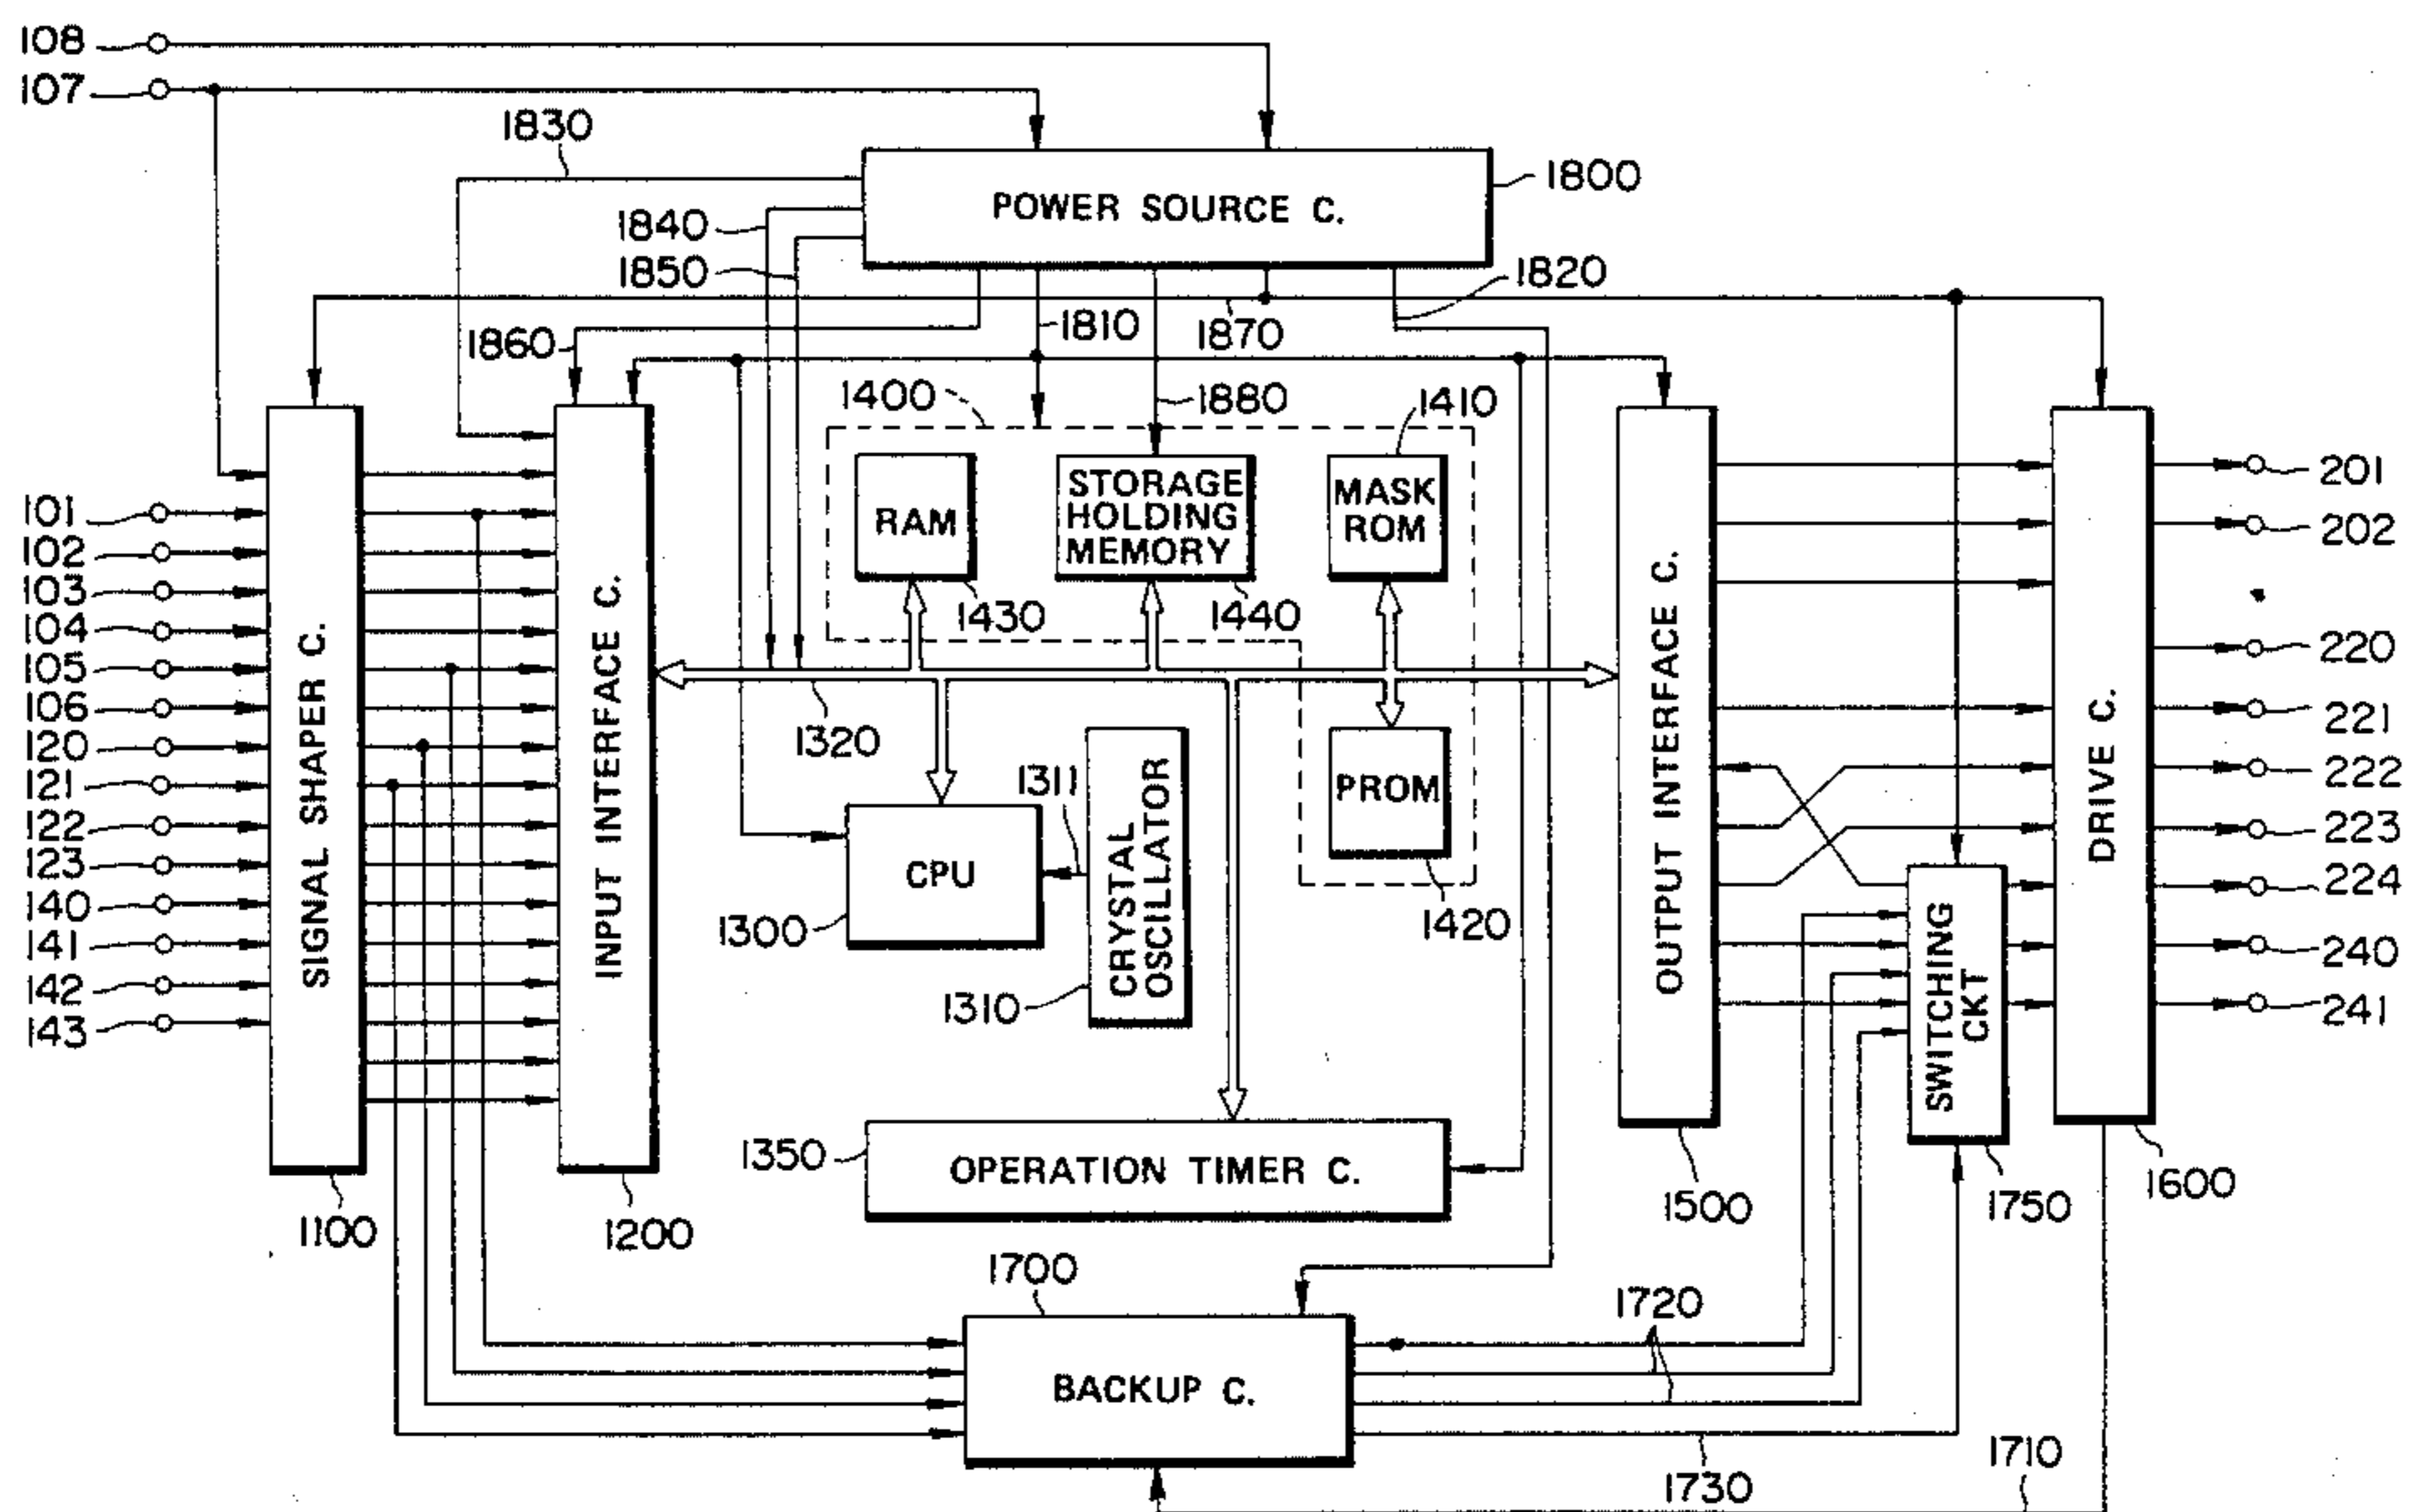 108
107
1830
1800
POWER SOURCE C.
1840
1850
1820
1860
1810
1870
1400
1880
1410
101
102
103
104
105
106
120
121
122
123
140
141
142
143
SIGNAL SHAPER C.
1100
INPUT INTERFACE C.
1200
RAM
1430
STORAGE
HOLDING
MEMORY
1440
MASK
ROM
1320
PROM
1420
CPU
1300
1311
CRYSTAL
OSCILLATOR
1310
1350
OPERATION TIMER C.
OUTPUT INTERFACE C.
1500
SWITCHING
CKT
1750
DRIVE C.
1600
201
202
220
221
222
223
224
240
241
1700
BACKUP C.
1720
1730
1710